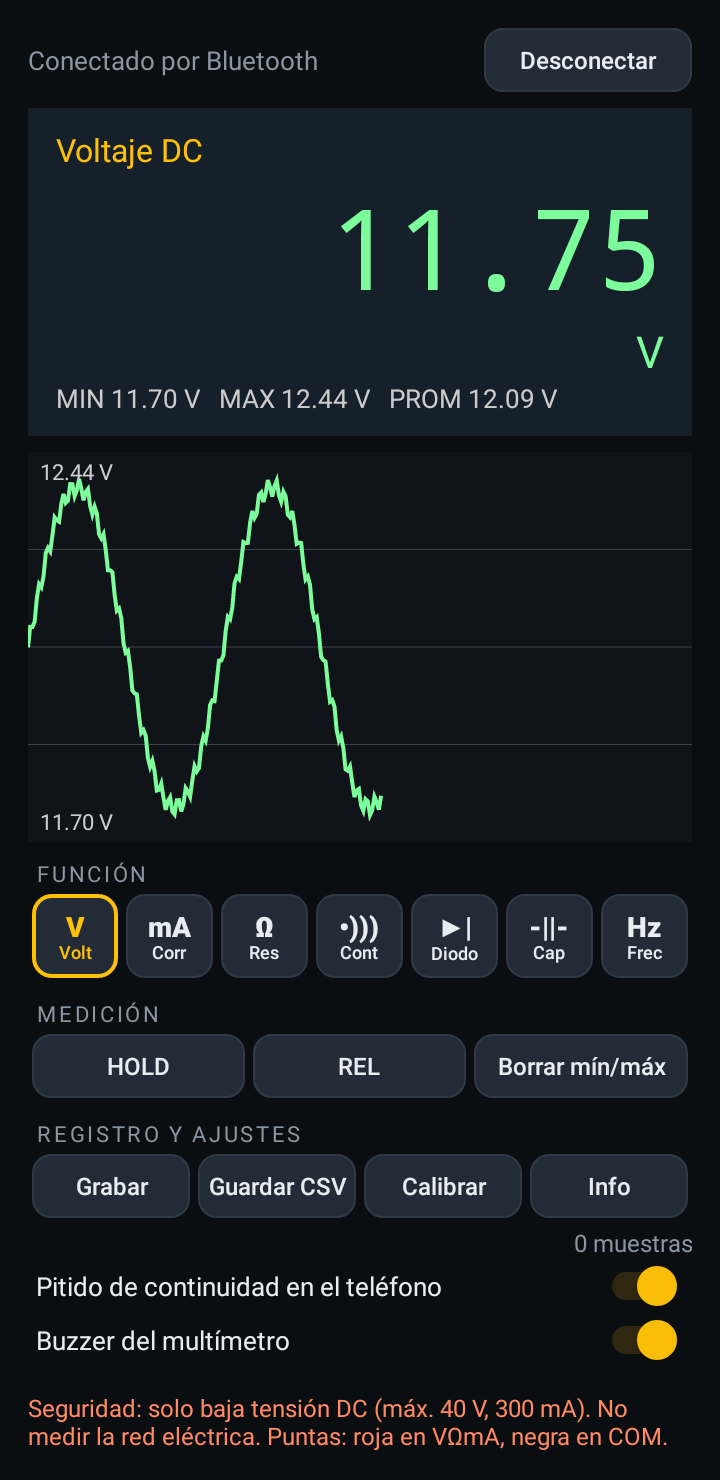 Conectado por Bluetooth
Desconectar
Voltaje DC
11.75
V
MIN 11.70 V MAX 12.44 V PROM 12.09 V
12.44 V
11.70 V
FUNCIÓN
V
Volt
mA
Corr
Ω
Res
•)))
Cont
►|
Diodo
-||-
Cap
Hz
Frec
MEDICIÓN
HOLD
REL
Borrar mín/máx
REGISTRO Y AJUSTES
Grabar
Guardar CSV
Calibrar
Info
0 muestras
Pitido de continuidad en el teléfono
Buzzer del multímetro
Seguridad: solo baja tensión DC (máx. 40 V, 300 mA). No
medir la red eléctrica. Puntas: roja en VΩmA, negra en COM.